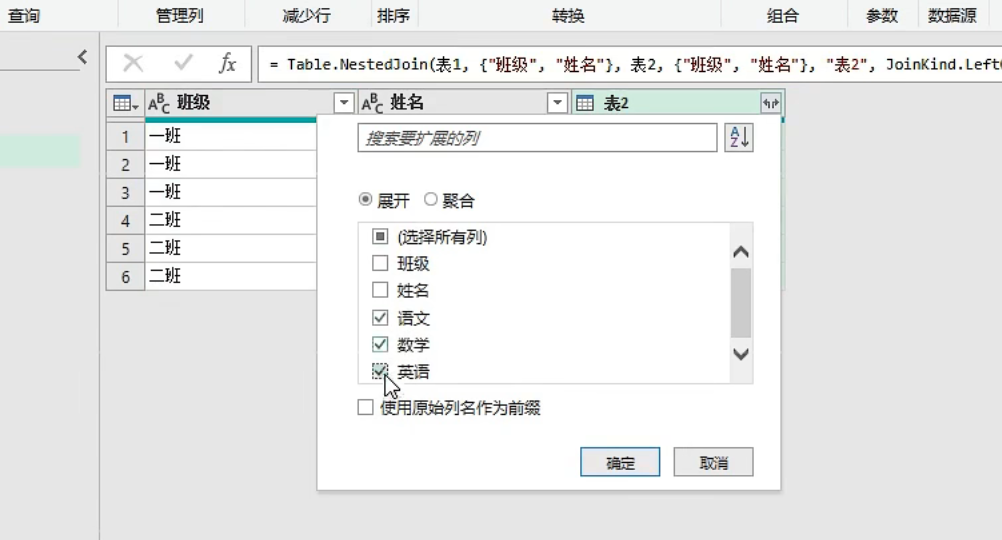 查询 管理列 减少行 排序 转换 组合 参数 数据源
fx = Table.NestedJoin(表1, {"班级", "姓名"}, 表2, {"班级", "姓名"}, "表2", JoinKind.Left
ABC 班级 ABC 姓名 表2
1 一班
2 一班
3 一班
4 二班
5 二班
6 二班
搜索要扩展的列
AZ
展开 聚合
(选择所有列)
班级
姓名
语文
数学
英语
使用原始列名作为前缀
确定 取消